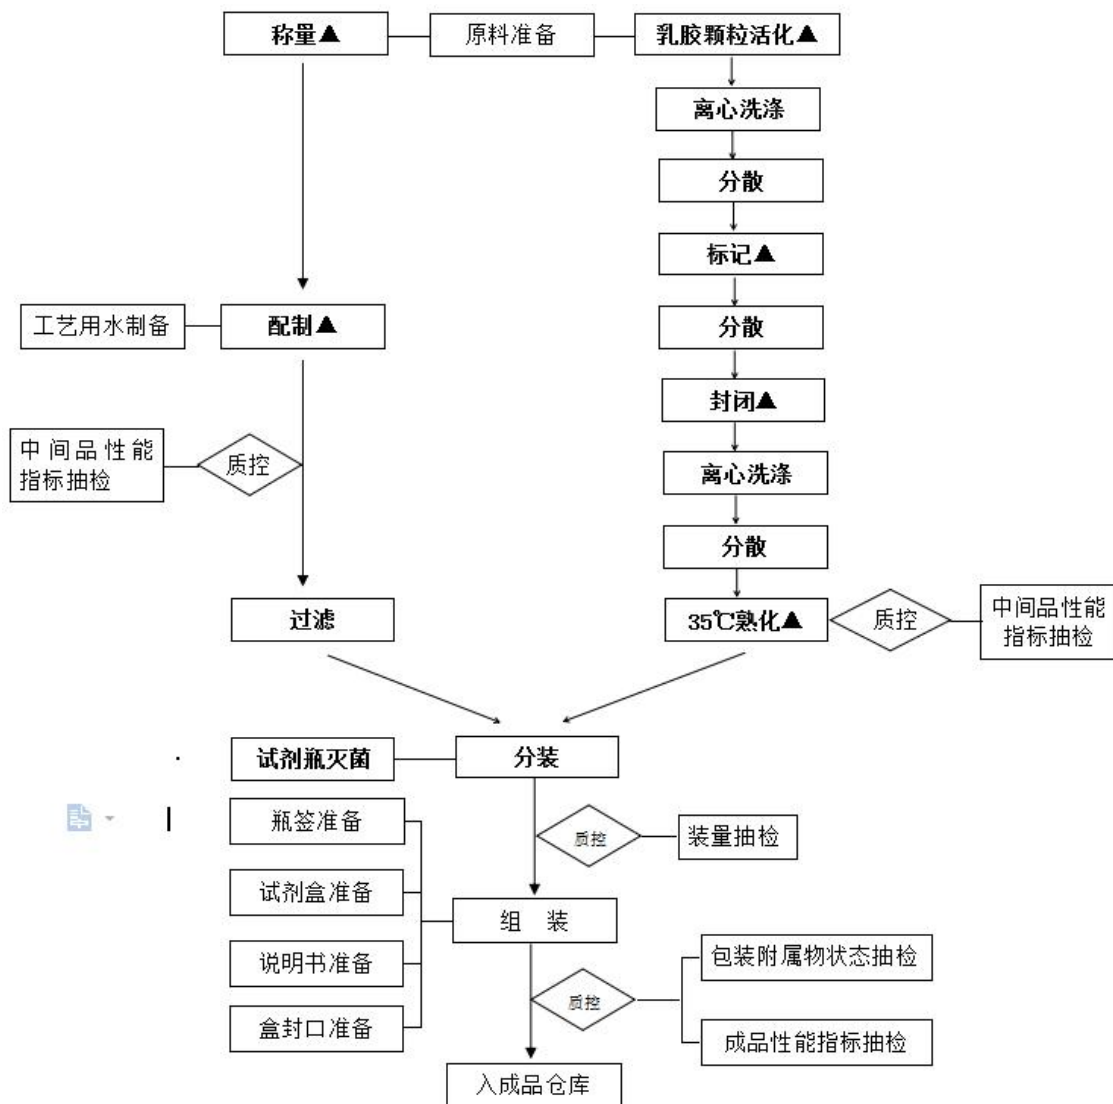 称量▲
原料准备
乳胶颗粒活化▲
离心洗涤
分散
标记▲
工艺用水制备
配制▲
分散
封闭▲
中间品性能
指标抽检
质控
离心洗涤
分散
过滤
35℃熟化▲
质控
中间品性能
指标抽检
试剂瓶灭菌
分装
瓶签准备
质控
装量抽检
试剂盒准备
组 装
说明书准备
包装附属物状态抽检
质控
盒封口准备
成品性能指标抽检
入成品仓库